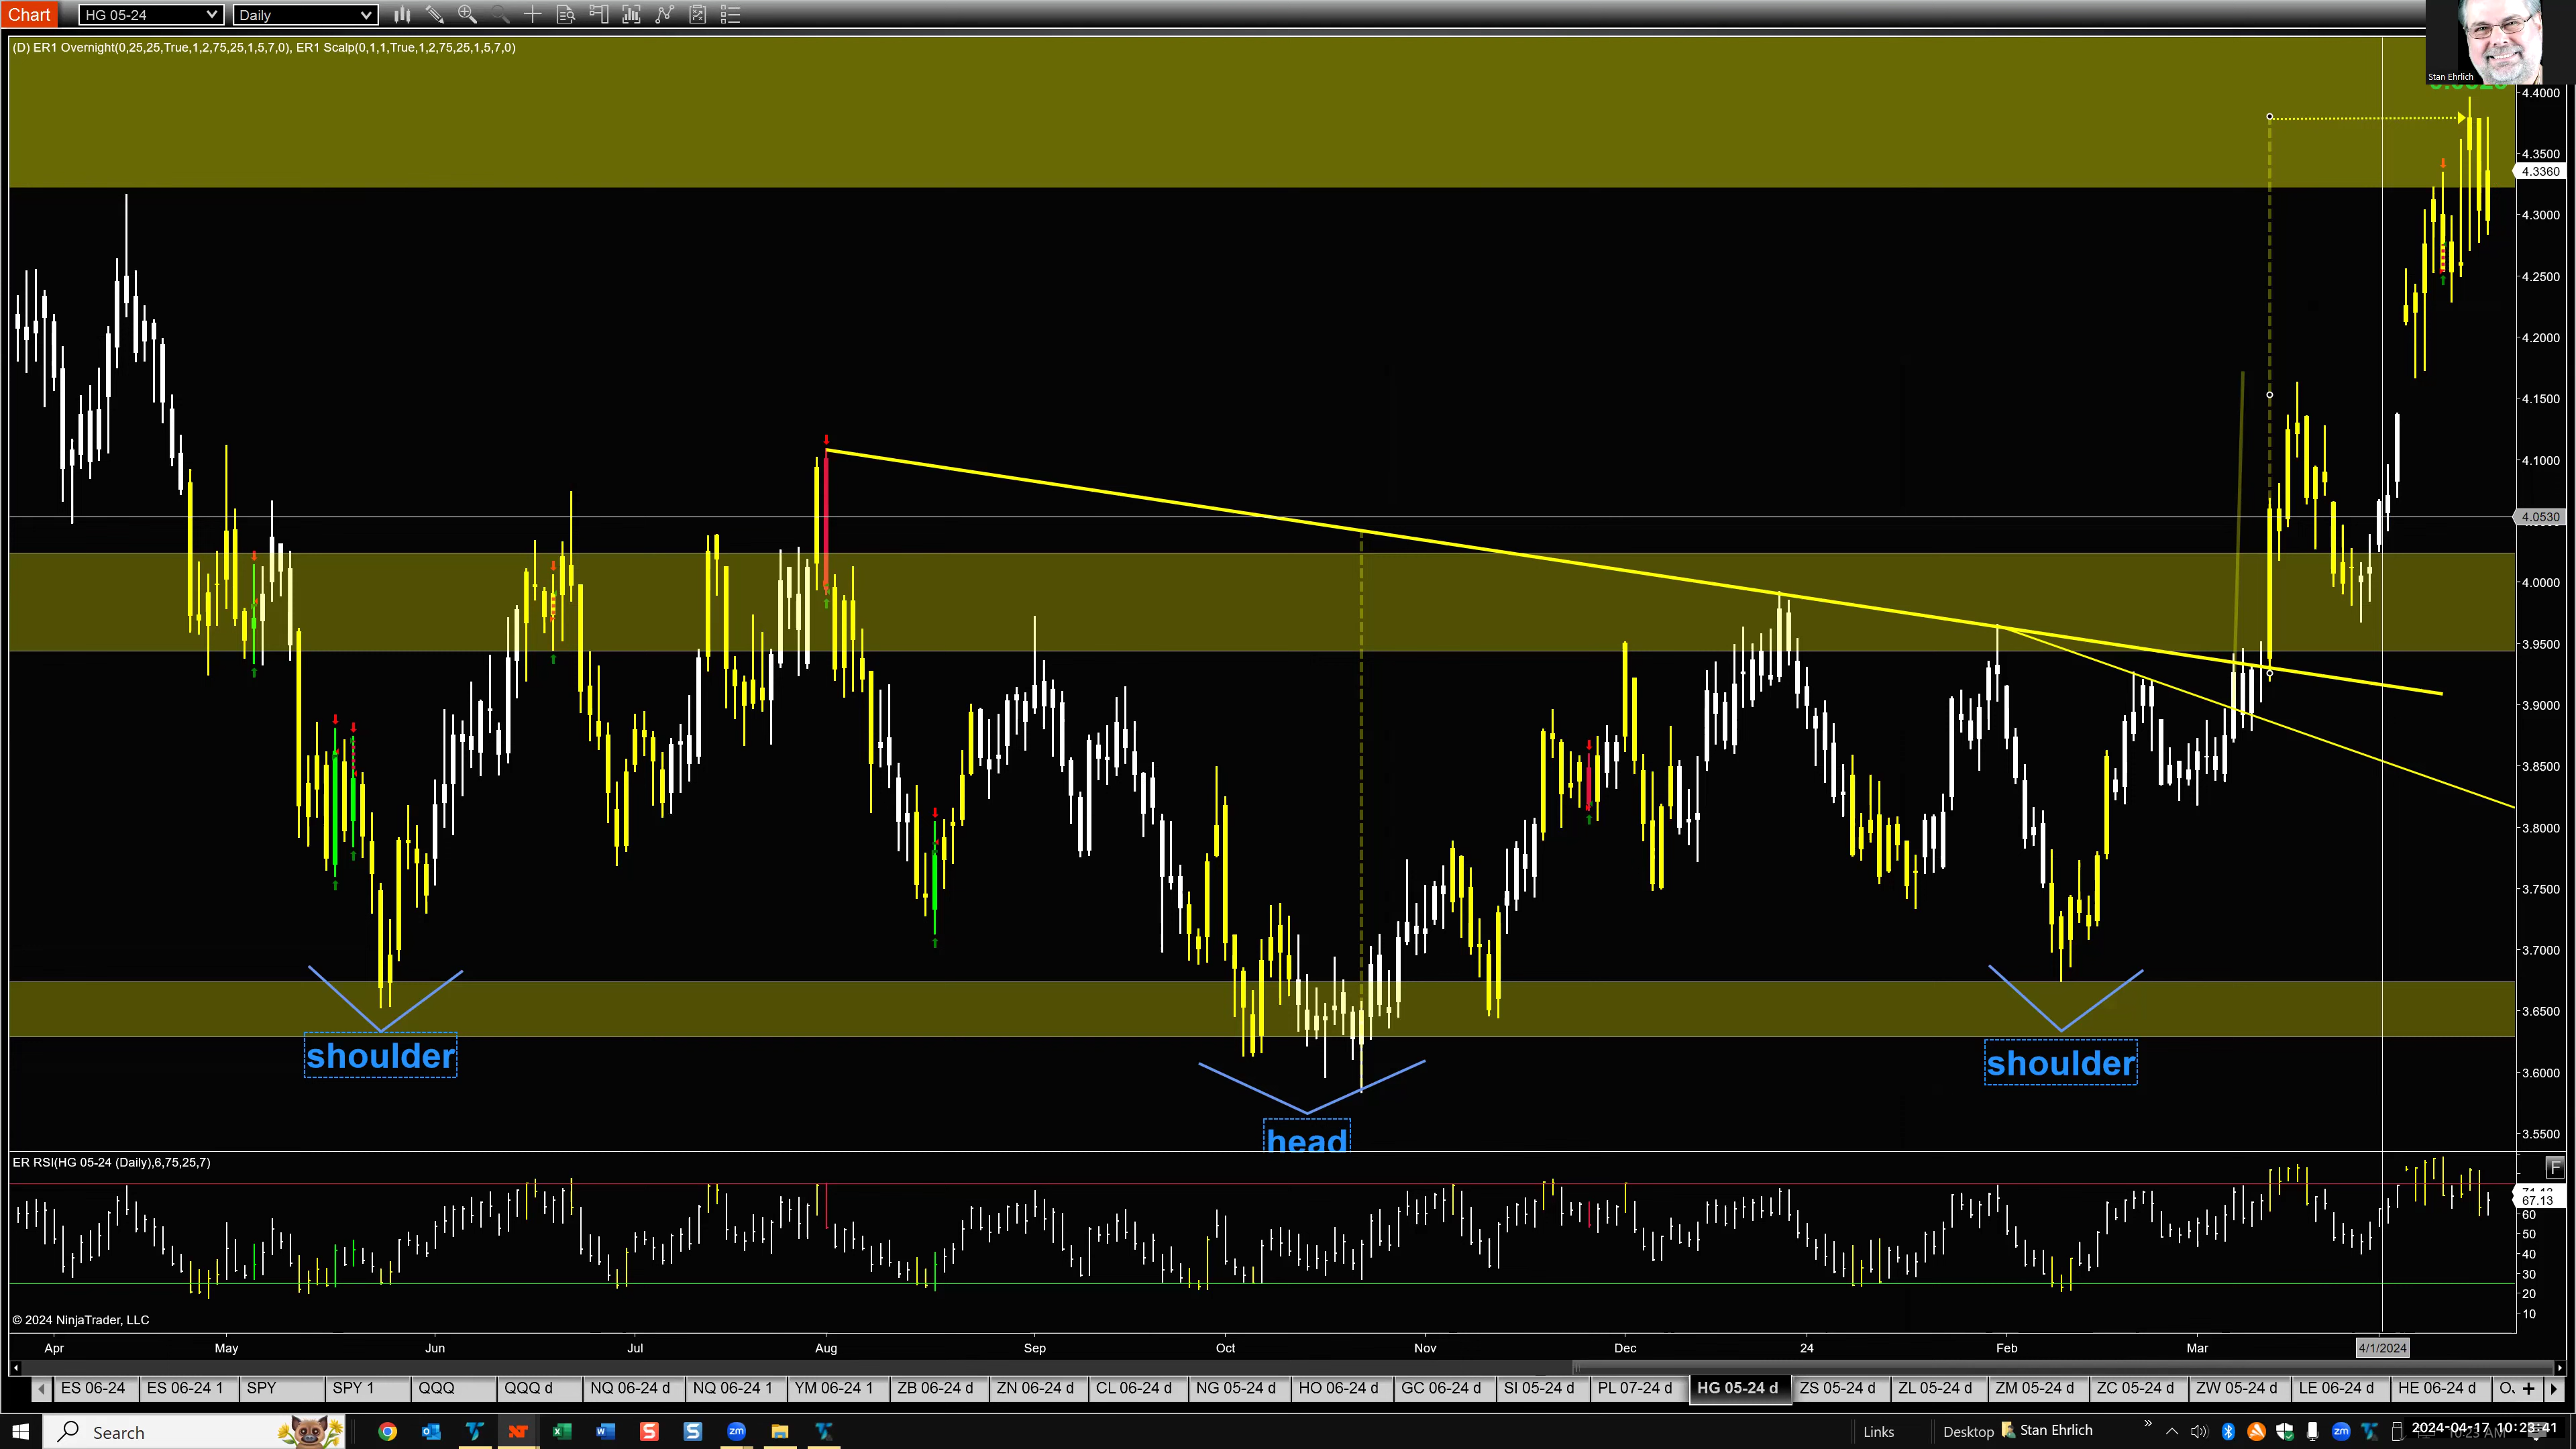 Chart HG 05-24 Daily
(D) ER1 Overnight(0,25,25,True,1,2,75,25,1,5,7,0), ER1 Scalp(0,1,1,True,1,2,75,25,1,5,7,0)
Stan Ehrlich
4.4000
4.3500
4.3360
4.3000
4.2500
4.2000
4.1500
4.1000
4.0530
4.0000
3.9500
3.9000
3.8500
3.8000
3.7500
3.7000
3.6500
3.6000
3.5500
shoulder
head
shoulder
ER RSI(HG 05-24 (Daily),6,75,25,7)
F
67.13
60
50
40
30
20
10
© 2024 NinjaTrader, LLC
Apr May Jun Jul Aug Sep Oct Nov Dec 24 Feb Mar 4/1/2024
ES 06-24 ES 06-24 1 SPY SPY 1 QQQ QQQ d NQ 06-24 d NQ 06-24 1 YM 06-24 1 ZB 06-24 d ZN 06-24 d CL 06-24 d NG 05-24 d HO 06-24 d GC 06-24 d SI 05-24 d PL 07-24 d HG 05-24 d ZS 05-24 d ZL 05-24 d ZM 05-24 d ZC 05-24 d ZW 05-24 d LE 06-24 d HE 06-24 d
Search Links Desktop Stan Ehrlich 2024-04-17 10:23:41